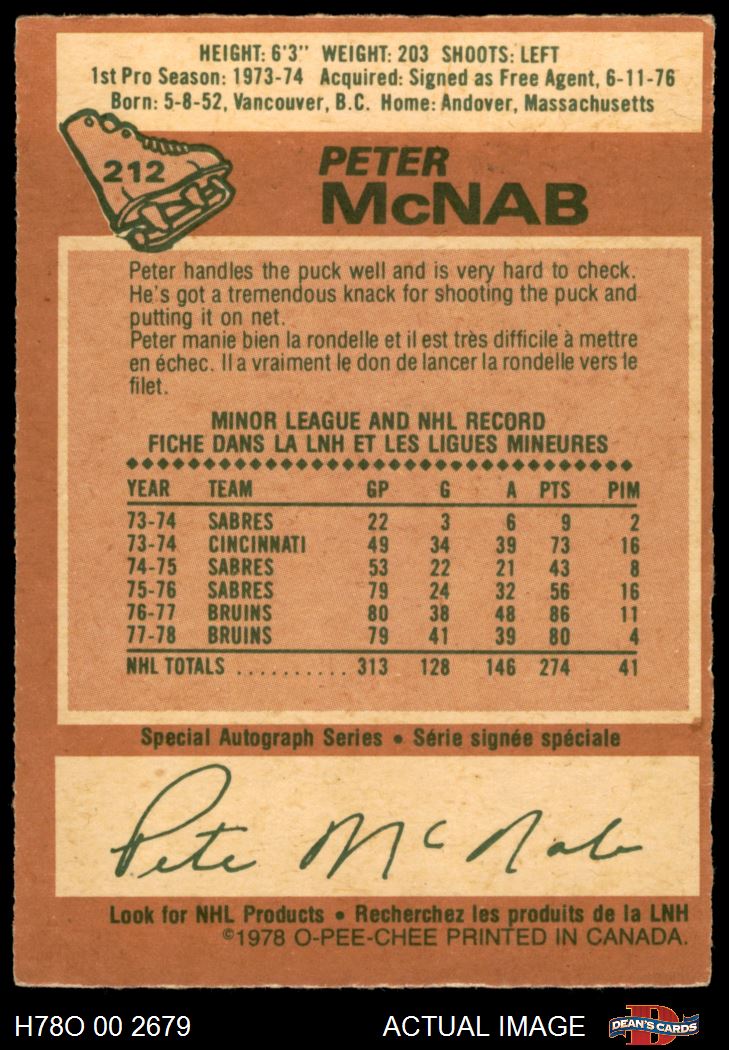 HEIGHT: 6'3" WEIGHT: 203 SHOOTS: LEFT
1st Pro Season: 1973-74 Acquired: Signed as Free Agent, 6-11-76
Born: 5-8-52, Vancouver, B.C. Home: Andover, Massachusetts
212
PETER
McNAB
Peter handles the puck well and is very hard to check.
He's got a tremendous knack for shooting the puck and
putting it on net.
Peter manie bien la rondelle et il est très difficile à mettre
en échec. Il a vraiment le don de lancer la rondelle vers le
filet.
MINOR LEAGUE AND NHL RECORD
FICHE DANS LA LNH ET LES LIGUES MINEURES
YEAR TEAM GP G A PTS PIM
73-74 SABRES 22 3 6 9 2
73-74 CINCINNATI 49 34 39 73 16
74-75 SABRES 53 22 21 43 8
75-76 SABRES 79 24 32 56 16
76-77 BRUINS 80 38 48 86 11
77-78 BRUINS 79 41 39 80 4
NHL TOTALS .......... 313 128 146 274 41
Special Autograph Series • Série signée spéciale
Pete McNab
Look for NHL Products • Recherchez les produits de la LNH
©1978 O-PEE-CHEE PRINTED IN CANADA.
H78O 00 2679 ACTUAL IMAGE DEAN'S CARDS